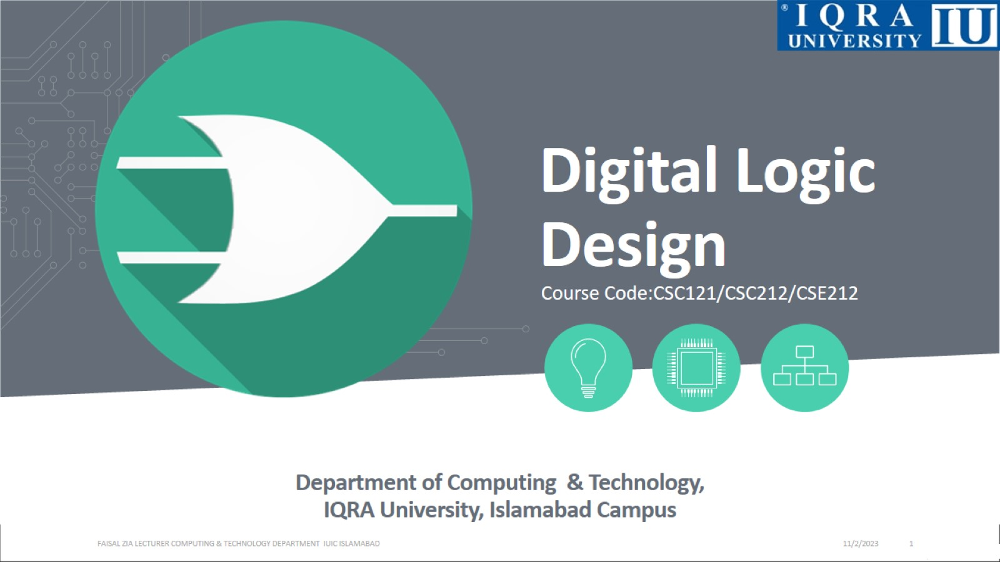 ® IQRA
UNIVERSITY IU
Digital Logic
Design
Course Code:CSC121/CSC212/CSE212
Department of Computing & Technology,
IQRA University, Islamabad Campus
FAISAL ZIA LECTURER COMPUTING & TECHNOLOGY DEPARTMENT IUIC ISLAMABAD 11/2/2023 1